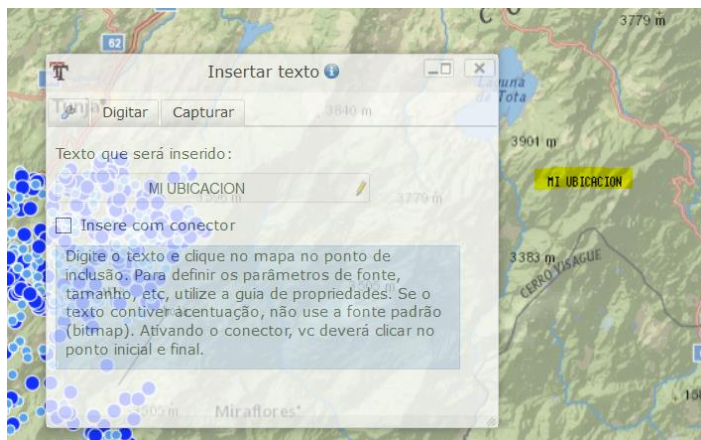 C O
3779 m
62
Insertar texto
Laguna
de Tota
Tunja
Digitar
Capturar
3840 m
3901 m
Texto que será inserido:
MI UBICACION
MI UBICACION
3779 m
Insere com conector
Digite o texto e clique no mapa no ponto de
inclusão. Para definir os parâmetros de fonte,
tamanho, etc, utilize a guia de propriedades. Se o
texto contiver acentuação, não use a fonte padrão
(bitmap). Ativando o conector, vc deverá clicar no
ponto inicial e final.
3383 m
CERRO VISAGUE
Miraflores